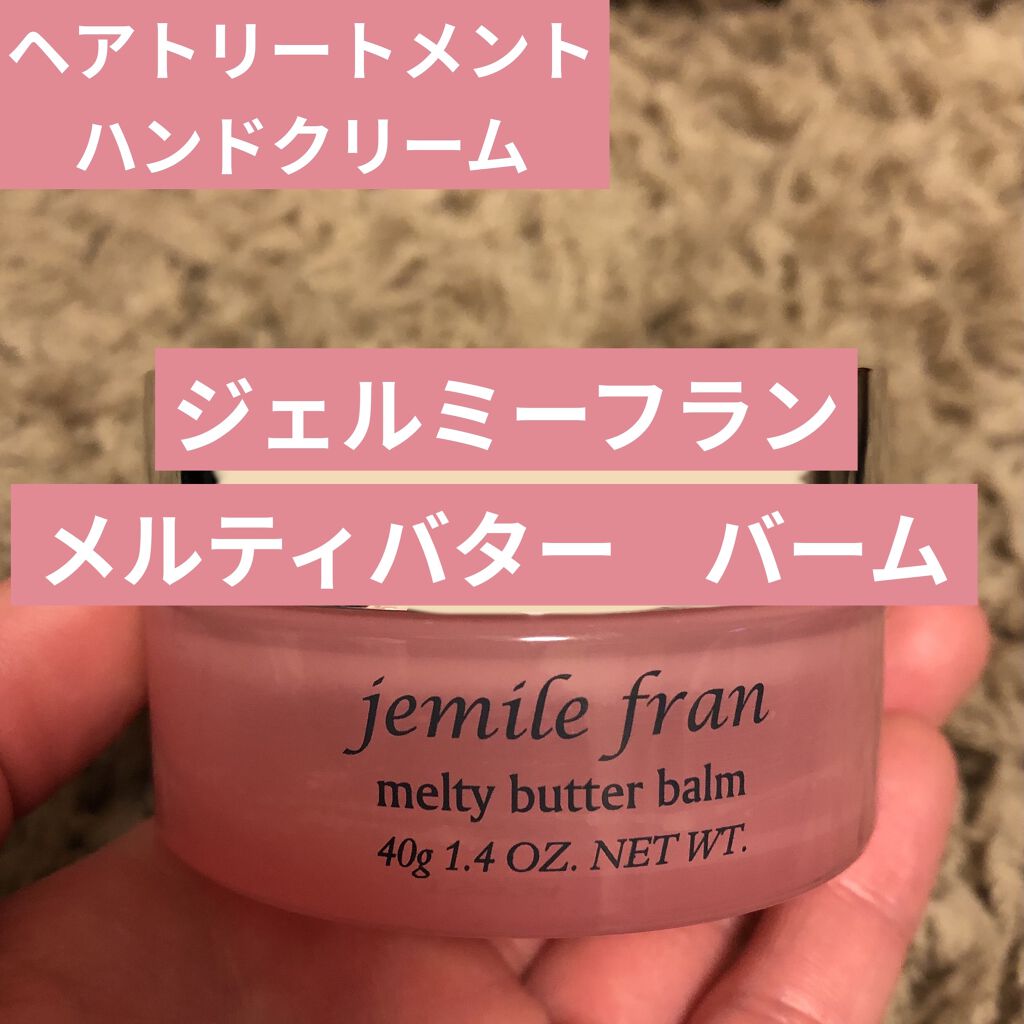 ヘアトリートメント
ハンドクリーム
ジェルミーフラン
メルティバター　バーム
jemile fran
melty butter balm
40g 1.4 OZ. NET WT.